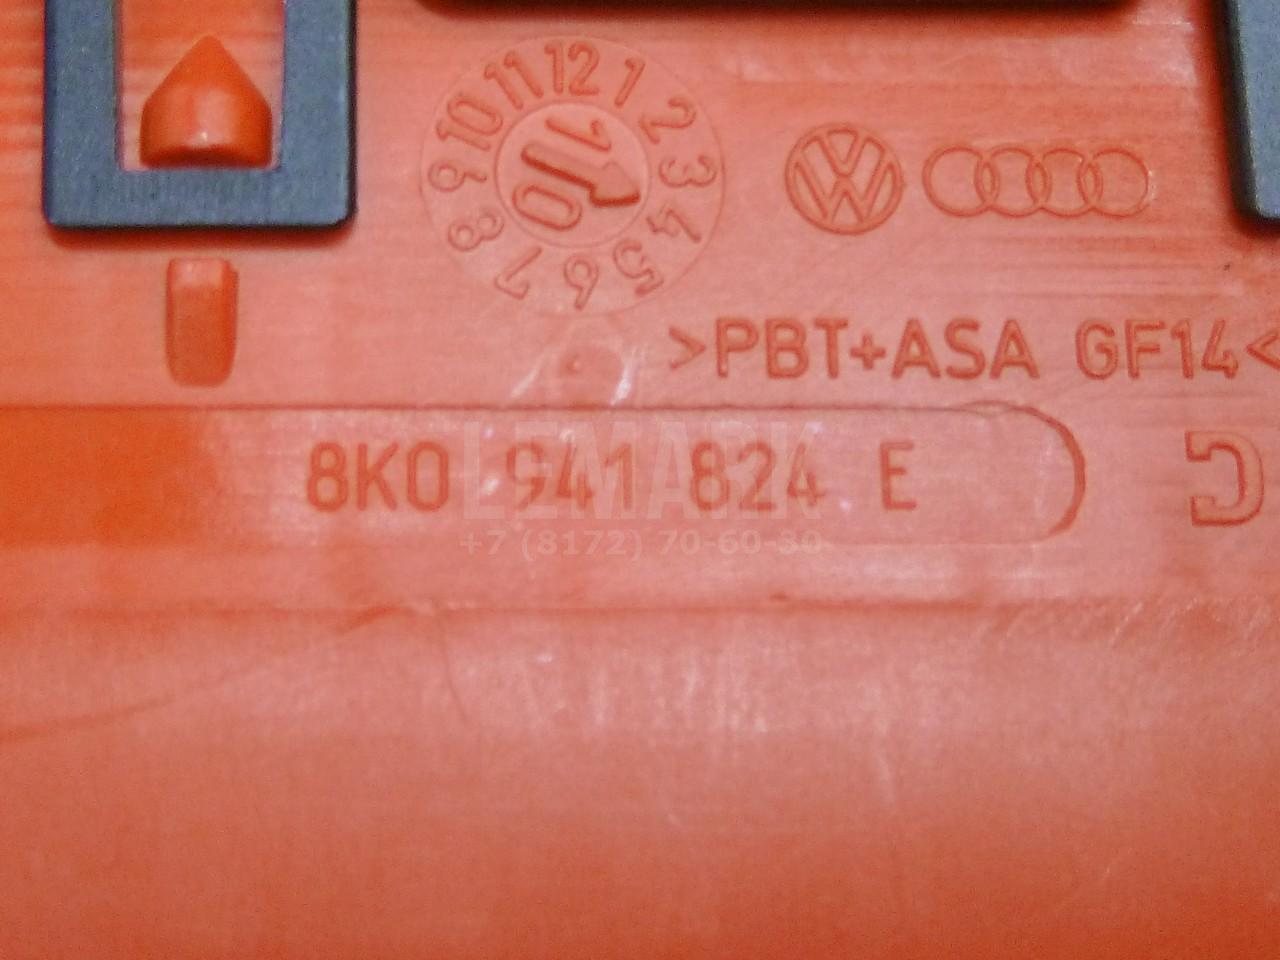 12 1 2 3 4 5 6 7 8 9 10 11
10
VW
>PBT+ASA GF14<
8K0 941 824 E
LEMARK
+7 (8172) 70-60-30